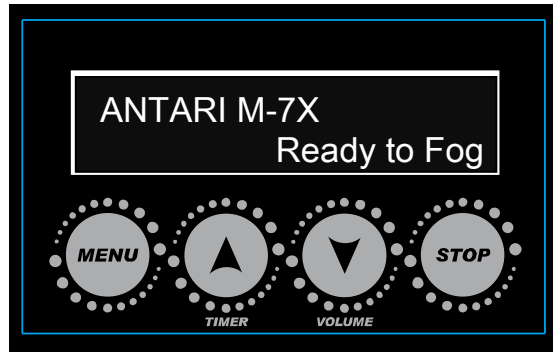 ANTARI M-7X
Ready to Fog
MENU
STOP
TIMER
VOLUME